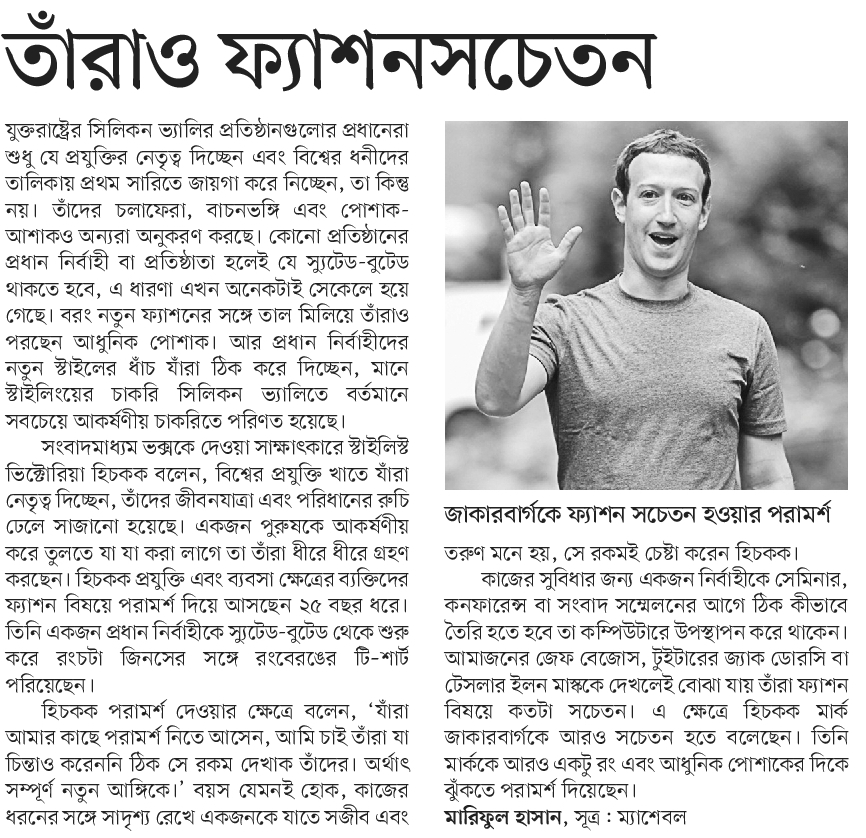 তাঁরাও ফ্যাশনসচেতন
যুক্তরাষ্ট্রের সিলিকন ভ্যালির প্রতিষ্ঠানগুলোর প্রধানেরা
শুধু যে প্রযুক্তির নেতৃত্ব দিচ্ছেন এবং বিশ্বের ধনীদের
তালিকায় প্রথম সারিতে জায়গা করে নিচ্ছেন, তা কিন্তু
নয়। তাঁদের চলাফেরা, বাচনভঙ্গি এবং পোশাক-
আশাকও অন্যরা অনুকরণ করছে। কোনো প্রতিষ্ঠানের
প্রধান নির্বাহী বা প্রতিষ্ঠাতা হলেই যে স্যুটেড-বুটেড
থাকতে হবে, এ ধারণা এখন অনেকটাই সেকেলে হয়ে
গেছে। বরং নতুন ফ্যাশনের সঙ্গে তাল মিলিয়ে তাঁরাও
পরছেন আধুনিক পোশাক। আর প্রধান নির্বাহীদের
নতুন স্টাইলের ধাঁচ যাঁরা ঠিক করে দিচ্ছেন, মানে
স্টাইলিংয়ের চাকরি সিলিকন ভ্যালিতে বর্তমানে
সবচেয়ে আকর্ষণীয় চাকরিতে পরিণত হয়েছে।
সংবাদমাধ্যম ভক্সকে দেওয়া সাক্ষাৎকারে স্টাইলিস্ট
ভিক্টোরিয়া হিচকক বলেন, বিশ্বের প্রযুক্তি খাতে যাঁরা
নেতৃত্ব দিচ্ছেন, তাঁদের জীবনযাত্রা এবং পরিধানের রুচি
ঢেলে সাজানো হয়েছে। একজন পুরুষকে আকর্ষণীয়
করে তুলতে যা যা করা লাগে তা তাঁরা ধীরে ধীরে গ্রহণ
করছেন। হিচকক প্রযুক্তি এবং ব্যবসা ক্ষেত্রের ব্যক্তিদের
ফ্যাশন বিষয়ে পরামর্শ দিয়ে আসছেন ২৫ বছর ধরে।
তিনি একজন প্রধান নির্বাহীকে স্যুটেড-বুটেড থেকে শুরু
করে রংচটা জিনসের সঙ্গে রংবেরঙের টি-শার্ট
পরিয়েছেন।
হিচকক পরামর্শ দেওয়ার ক্ষেত্রে বলেন, ‘যাঁরা
আমার কাছে পরামর্শ নিতে আসেন, আমি চাই তাঁরা যা
চিন্তাও করেননি ঠিক সে রকম দেখাক তাঁদের। অর্থাৎ
সম্পূর্ণ নতুন আঙ্গিকে।’ বয়স যেমনই হোক, কাজের
ধরনের সঙ্গে সাদৃশ্য রেখে একজনকে যাতে সজীব এবং
জাকারবার্গকে ফ্যাশন সচেতন হওয়ার পরামর্শ
তরুণ মনে হয়, সে রকমই চেষ্টা করেন হিচকক।
কাজের সুবিধার জন্য একজন নির্বাহীকে সেমিনার,
কনফারেন্স বা সংবাদ সম্মেলনের আগে ঠিক কীভাবে
তৈরি হতে হবে তা কম্পিউটারে উপস্থাপন করে থাকেন।
আমাজনের জেফ বেজোস, টুইটারের জ্যাক ডোরসি বা
টেসলার ইলন মাস্ককে দেখলেই বোঝা যায় তাঁরা ফ্যাশন
বিষয়ে কতটা সচেতন। এ ক্ষেত্রে হিচকক মার্ক
জাকারবার্গকে আরও সচেতন হতে বলেছেন। তিনি
মার্ককে আরও একটু রং এবং আধুনিক পোশাকের দিকে
ঝুঁকতে পরামর্শ দিয়েছেন।
মারিফুল হাসান, সূত্র : ম্যাশেবল